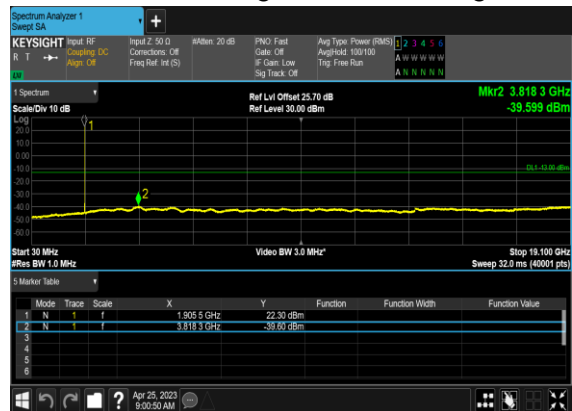 Spectrum Analyzer 1
Swept SA
+
KEYSIGHT Input: RF Input Z: 50 Ω #Atten: 20 dB PNO: Fast Avg Type: Power (RMS) 1 2 3 4 5 6
R T Coupling: DC Corrections: Off Gate: Off Avg|Hold: 100/100 A W W W W W
Align: Off Freq Ref: Int (S) IF Gain: Low Trig: Free Run
LW Sig Track: Off A N N N N N
1 Spectrum Ref Lvl Offset 25.70 dB Mkr2 3.818 3 GHz
Scale/Div 10 dB Ref Level 30.00 dBm -39.599 dBm
Log
20.0 1
10.0
0.00
-10.0 DL1 -13.00 dBm
-20.0
-30.0 2
-40.0
-50.0
-60.0
Start 30 MHz Video BW 3.0 MHz* Stop 19.100 GHz
#Res BW 1.0 MHz Sweep 32.0 ms (40001 pts)
5 Marker Table
Mode Trace Scale X Y Function Function Width Function Value
1 N 1 f 1.905 5 GHz 22.30 dBm
2 N 1 f 3.818 3 GHz -39.60 dBm
3
4
5
6
? Apr 25, 2023
9:00:50 AM